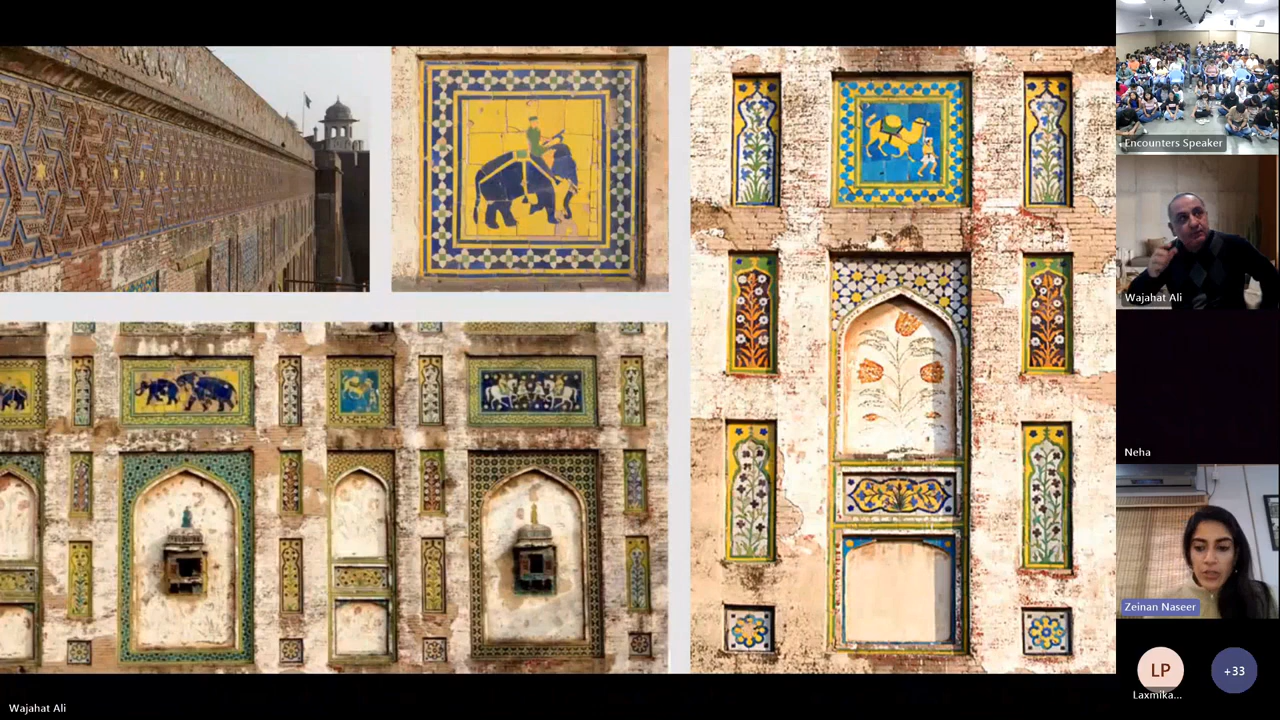 Encounters Speaker
Wajahat Ali
Neha
Zeinan Naseer
LP
+33
Laxmika...
Wajahat Ali